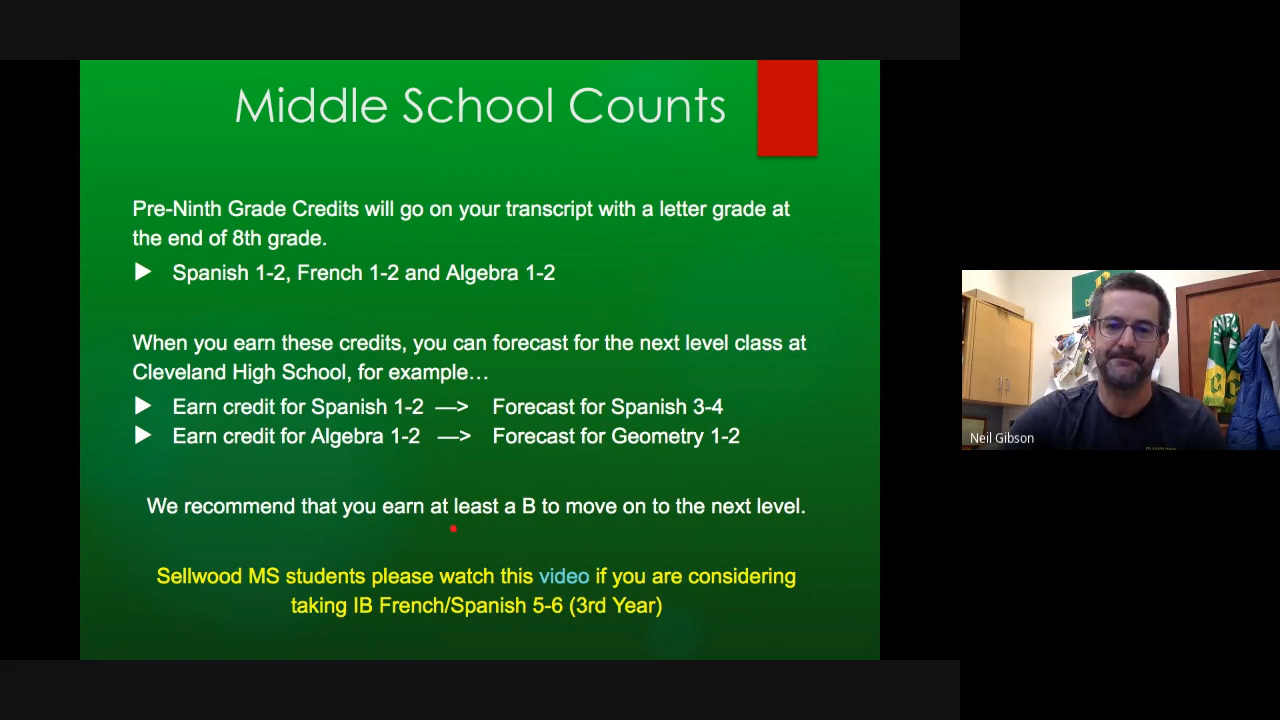 Middle School Counts
Pre-Ninth Grade Credits will go on your transcript with a letter grade at
the end of 8th grade.
▶ Spanish 1-2, French 1-2 and Algebra 1-2
When you earn these credits, you can forecast for the next level class at
Cleveland High School, for example…
▶ Earn credit for Spanish 1-2 —> Forecast for Spanish 3-4
▶ Earn credit for Algebra 1-2 —> Forecast for Geometry 1-2
We recommend that you earn at least a B to move on to the next level.
Sellwood MS students please watch this video if you are considering
taking IB French/Spanish 5-6 (3rd Year)
Neil Gibson